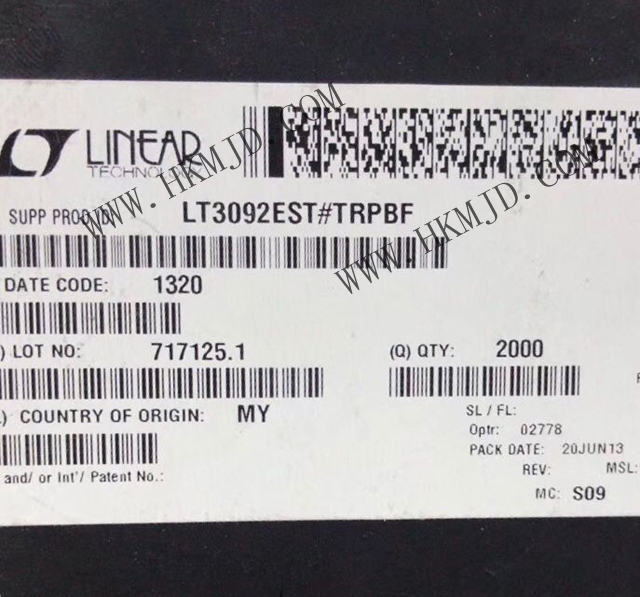 LINEAR
TECHNOLOGY
WWW.HKMJD.COM
WWW.HKMJD.COM
SUPP PROD ID: LT3092EST#TRPBF
DATE CODE: 1320
) LOT NO: 717125.1
(Q) QTY: 2000
) COUNTRY OF ORIGIN: MY
SL / FL:
Optr: 02778
PACK DATE: 20JUN13
REV: MSL:
and/ or Int'/ Patent No.:
MC: S09